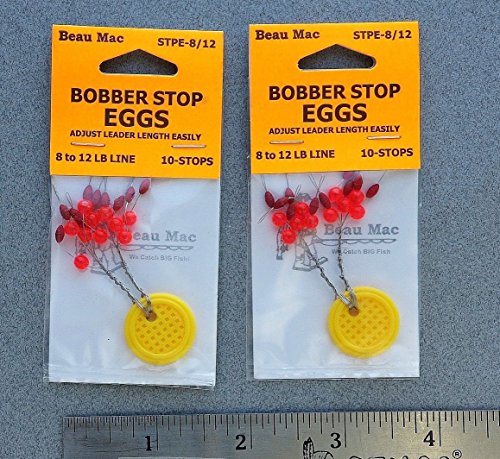 Beau Mac
STPE-8/12
BOBBER STOP
EGGS
ADJUST LEADER LENGTH EASILY
8 to 12 LB LINE
10-STOPS
Beau Mac
We Catch BIG Fish!
Beau Mac
STPE-8/12
BOBBER STOP
EGGS
ADJUST LEADER LENGTH EASILY
8 to 12 LB LINE
10-STOPS
Beau Mac
We Catch BIG Fish!
1 2 3 4
®